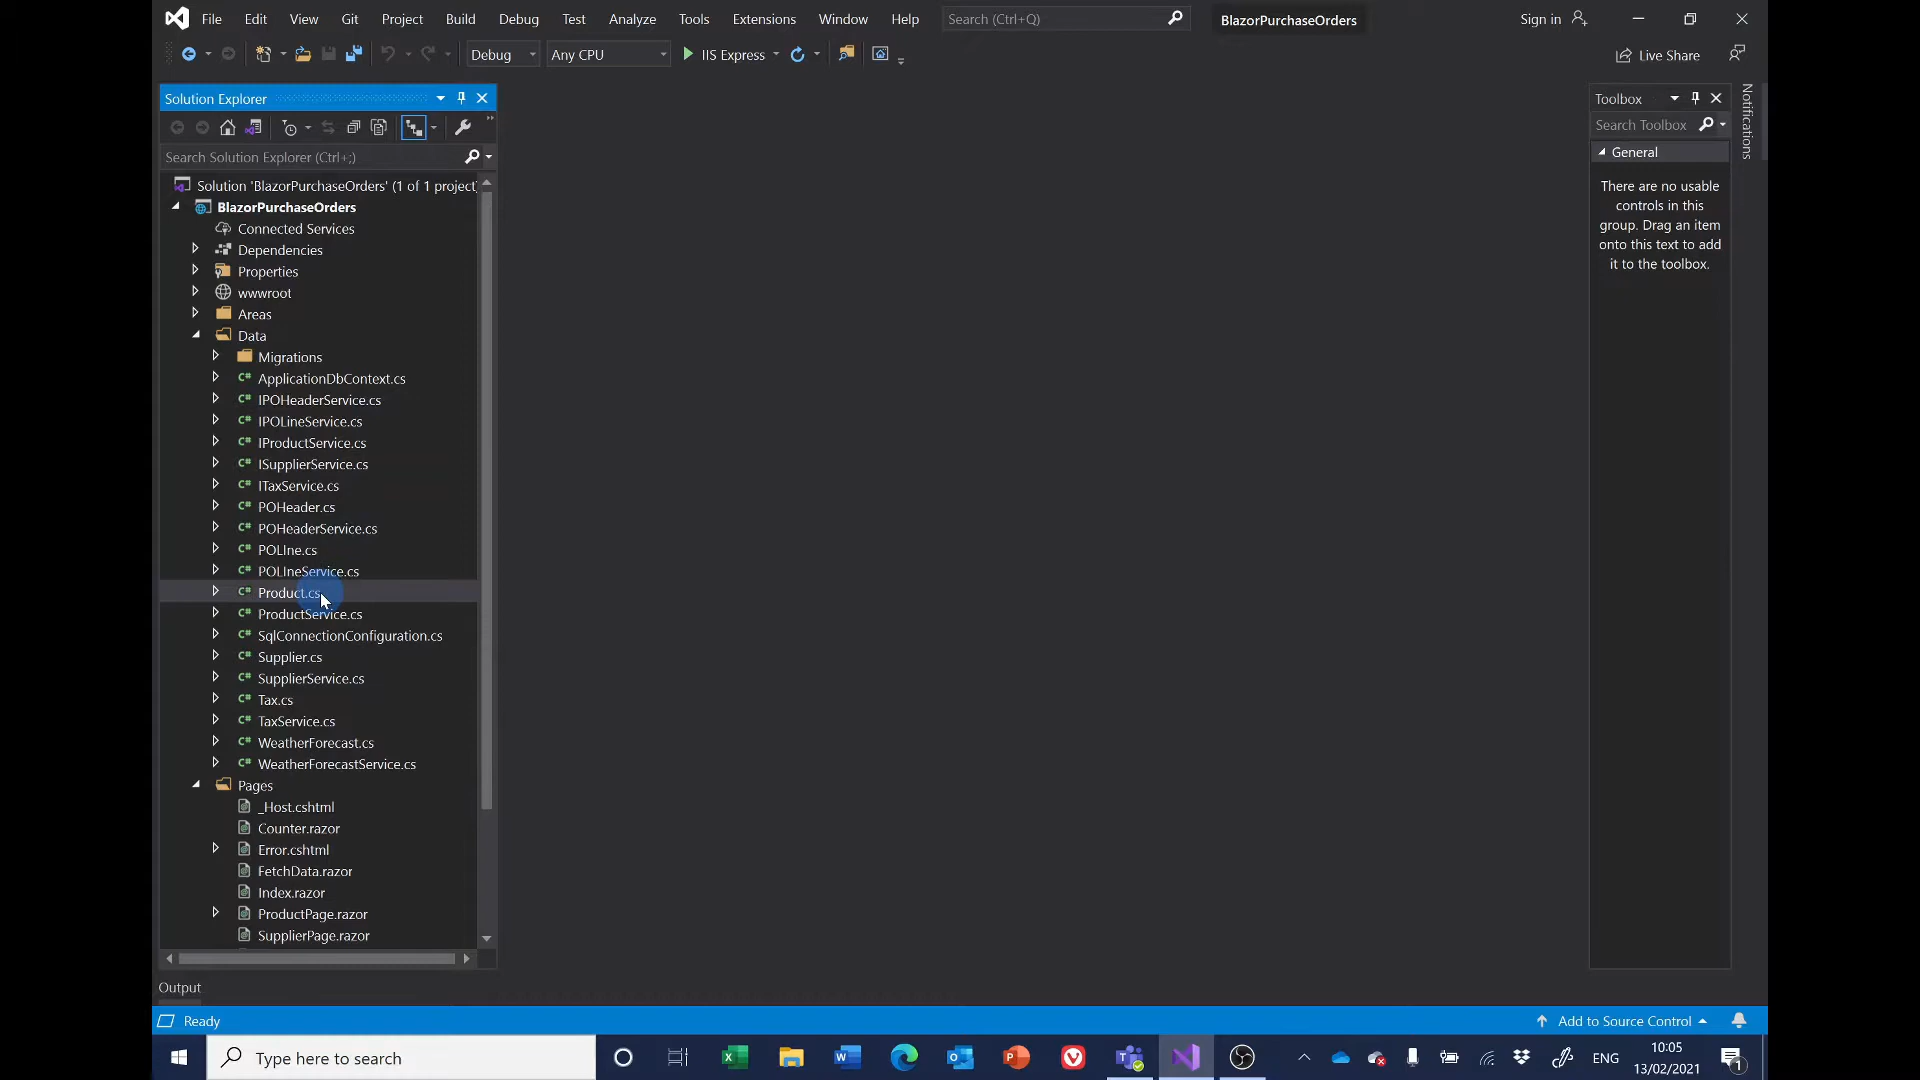 File Edit View Git Project Build Debug Test Analyze Tools Extensions Window Help Search (Ctrl+Q) BlazorPurchaseOrders Sign in
Debug Any CPU IIS Express Live Share
Solution Explorer
Search Solution Explorer (Ctrl+;)
Solution 'BlazorPurchaseOrders' (1 of 1 project
BlazorPurchaseOrders
Connected Services
Dependencies
Properties
wwwroot
Areas
Data
Migrations
ApplicationDbContext.cs
IPOHeaderService.cs
IPOLineService.cs
IProductService.cs
ISupplierService.cs
ITaxService.cs
POHeader.cs
POHeaderService.cs
POLIne.cs
POLIneService.cs
Product.cs
ProductService.cs
SqlConnectionConfiguration.cs
Supplier.cs
SupplierService.cs
Tax.cs
TaxService.cs
WeatherForecast.cs
WeatherForecastService.cs
Pages
_Host.cshtml
Counter.razor
Error.cshtml
FetchData.razor
Index.razor
ProductPage.razor
SupplierPage.razor
Toolbox
Search Toolbox
General
There are no usable
controls in this
group. Drag an item
onto this text to add
it to the toolbox.
Notifications
Output
Ready Add to Source Control
Type here to search ENG 10:05
13/02/2021 1